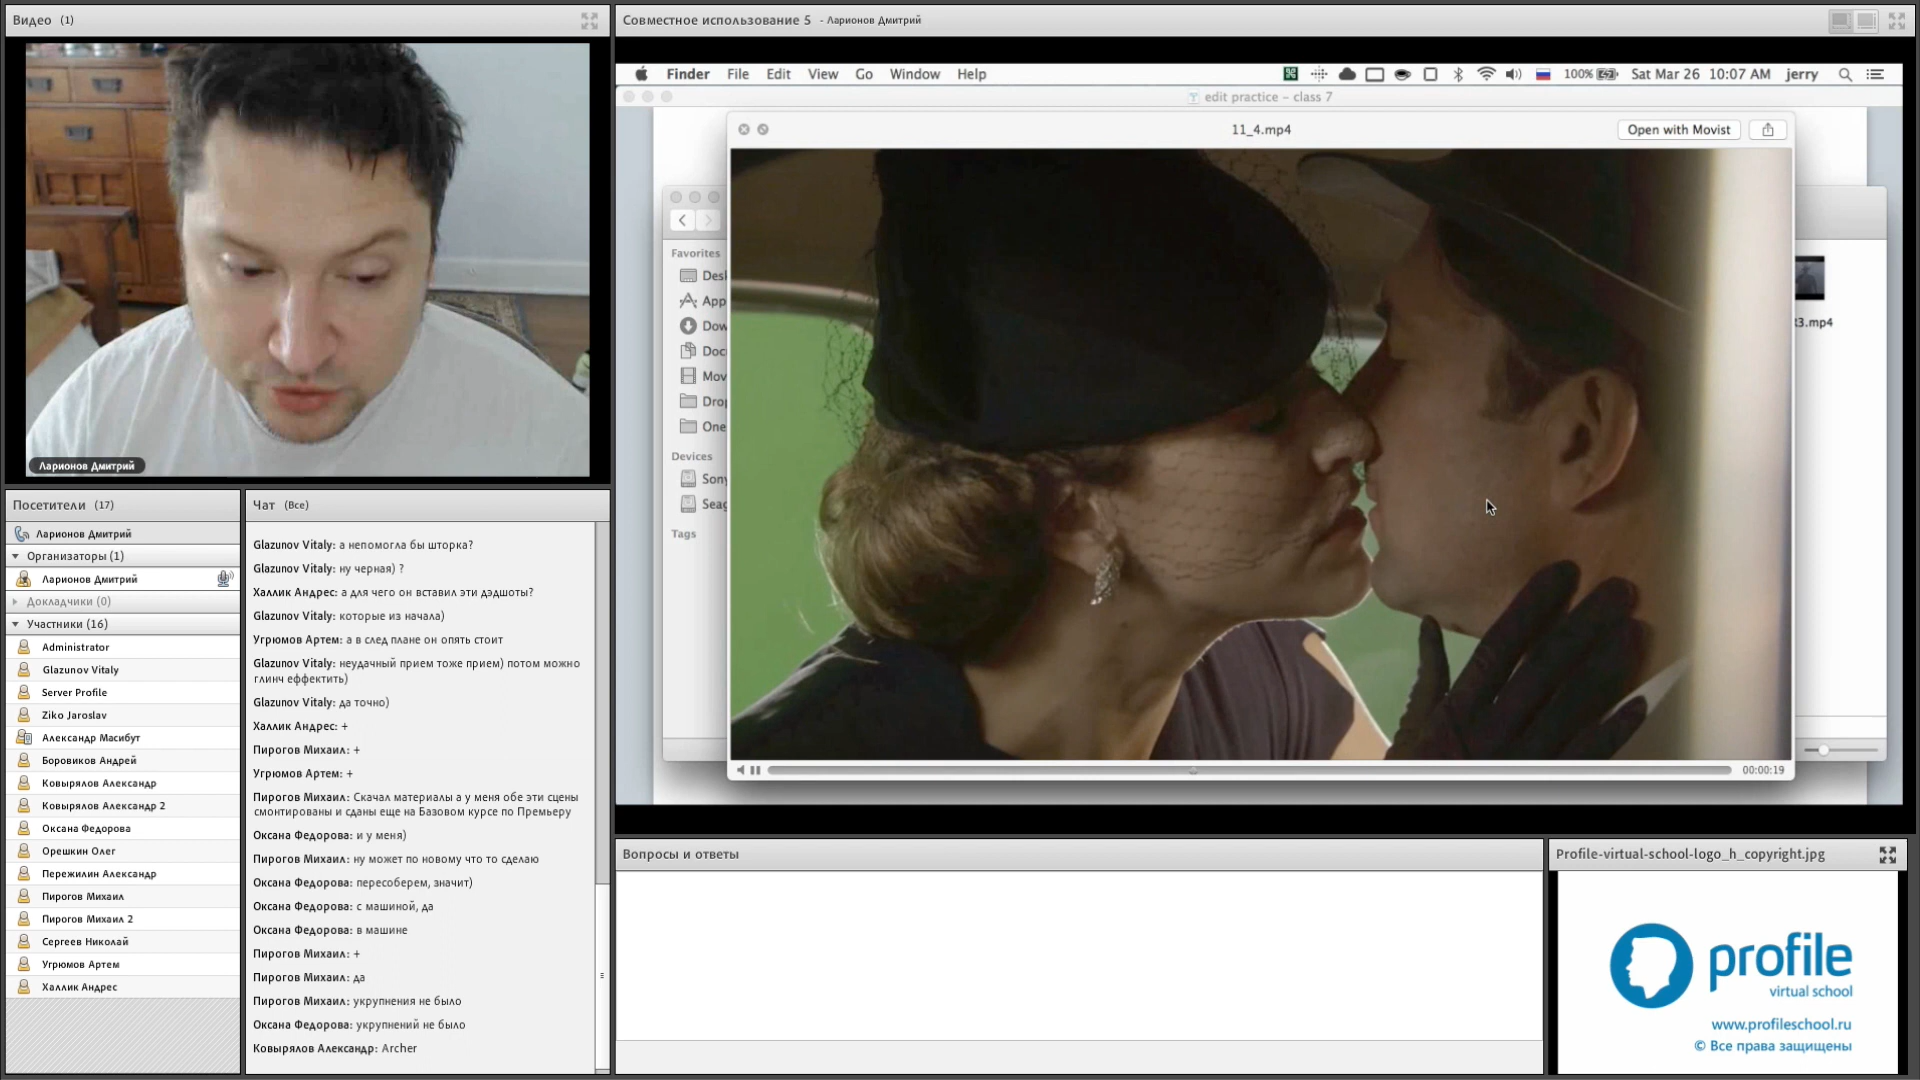 Видео (1)
Ларионов Дмитрий
Посетители (17)
Ларионов Дмитрий
Организаторы (1)
Ларионов Дмитрий
Докладчики (0)
Участники (16)
Administrator
Glazunov Vitaly
Server Profile
Ziko Jaroslav
Александр Масибут
Боровиков Андрей
Ковырялов Александр
Ковырялов Александр 2
Оксана Федорова
Орешкин Олег
Пережилин Александр
Пирогов Михаил
Пирогов Михаил 2
Сергеев Николай
Угрюмов Артем
Халлик Андрес
Чат (Все)
Glazunov Vitaly: а непомогла бы шторка?
Glazunov Vitaly: ну черная) ?
Халлик Андрес: а для чего он вставил эти дэдшоты?
Glazunov Vitaly: которые из начала)
Угрюмов Артем: а в след плане он опять стоит
Glazunov Vitaly: неудачный прием тоже прием) потом можно
глинч еффектить)
Glazunov Vitaly: да точно)
Халлик Андрес: +
Пирогов Михаил: +
Угрюмов Артем: +
Пирогов Михаил: Скачал материалы а у меня обе эти сцены
смонтированы и сданы еще на Базовом курсе по Премьеру
Оксана Федорова: и у меня)
Пирогов Михаил: ну может по новому что то сделаю
Оксана Федорова: пересоберем, значит)
Оксана Федорова: с машиной, да
Оксана Федорова: в машине
Пирогов Михаил: +
Пирогов Михаил: да
Пирогов Михаил: укрупнения не было
Оксана Федорова: укрупнений не было
Ковырялов Александр: Archer
Совместное использование 5 - Ларионов Дмитрий
Finder File Edit View Go Window Help
100% Sat Mar 26 10:07 AM jerry
edit practice – class 7
11_4.mp4
Open with Movist
Favorites
Desk
App
Dow
Doc
Mov
Drop
One
Devices
Sony
Seag
Tags
3.mp4
00:00:19
Вопросы и ответы
Profile-virtual-school-logo_h_copyright.jpg
profile
virtual school
www.profileschool.ru
© Все права защищены